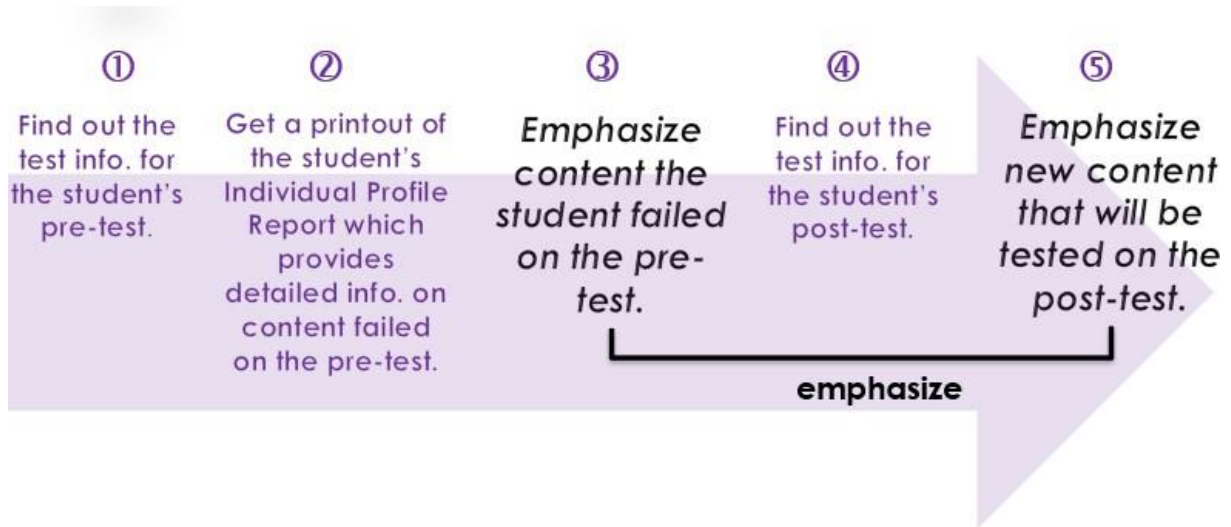 ①
Find out the
test info. for
the student's
pre-test.
②
Get a printout of
the student's
Individual Profile
Report which
provides
detailed info. on
content failed
on the pre-test.
③
Emphasize
content the
student failed
on the pre-
test.
④
Find out the
test info. for
the student's
post-test.
⑤
Emphasize
new content
that will be
tested on the
post-test.
emphasize